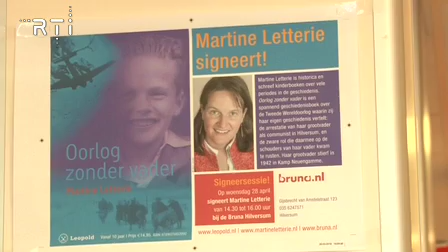 RTi
Martine Letterie
signeert!
Martine Letterie is historica en
schreef kinderboeken over vele
periodes in de geschiedenis.
Oorlog zonder vader is een
spannend geschiedenisboek over
de Tweede Wereldoorlog waarin zij
haar eigen geschiedenis vertelt:
de arrestatie van haar grootvader
als communist in Hilversum, en
de zware rol die daarmee op de
schouders van haar vader kwam
te rusten. Haar grootvader stierf in
1942 in Kamp Neuengamme.
Oorlog
zonder vader
Martine Letterie
Leopold
Signeersessie!
Op woensdag 28 april
signeert Martine Letterie
van 14.30 tot 16.00 uur
bij de Bruna Hilversum
bruna.nl
Hilversum
www.leopold.nl | www.martineletterie.nl | www.bruna.nl